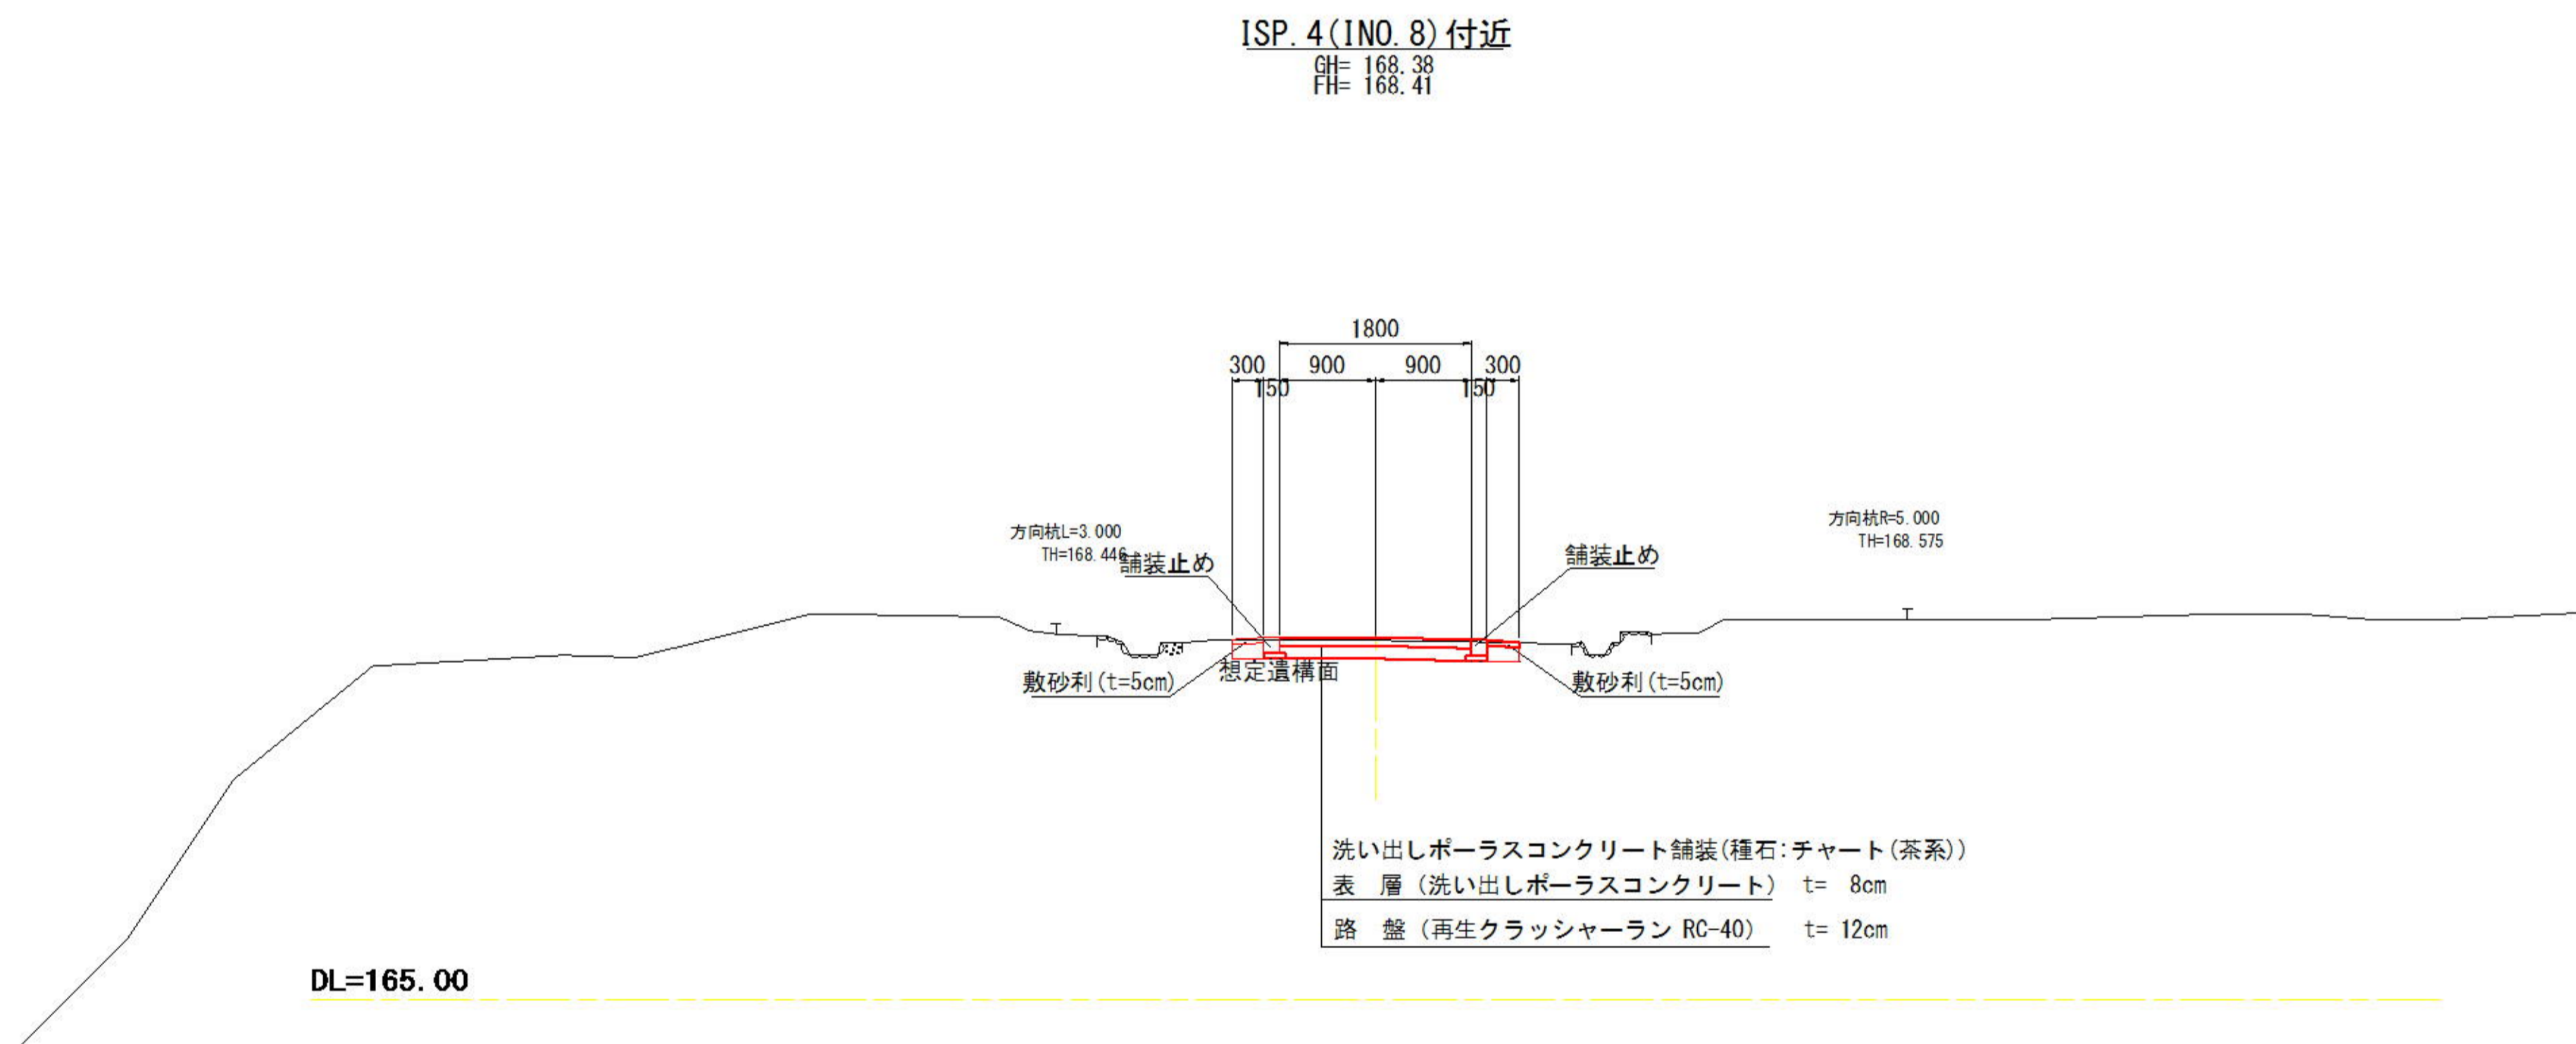 ISP.4(INO.8)付近
GH= 168.38
FH= 168.41
1800
300 900 900 300
150 150
方向杭L=3.000
TH=168.446
舗装止め
方向杭R=5.000
TH=168.575
舗装止め
敷砂利(t=5cm)
想定遺構面
敷砂利(t=5cm)
洗い出しポーラスコンクリート舗装(種石:チャート(茶系))
表 層 (洗い出しポーラスコンクリート) t= 8cm
路 盤 (再生クラッシャーラン RC-40) t= 12cm
DL=165.00